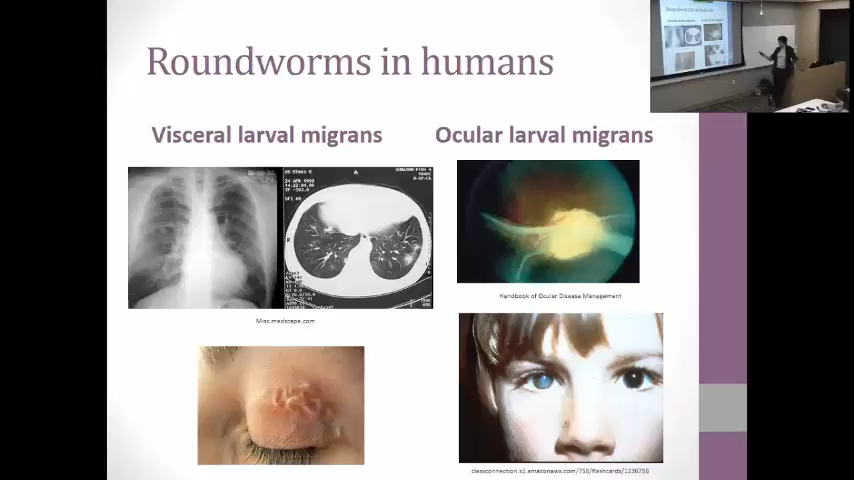 Roundworms in humans
Visceral larval migrans
Ocular larval migrans
Misc.medscape.com
Handbook of Ocular Disease Management
classconnection.s1.amazonaws.com/758/flashcards/1236758